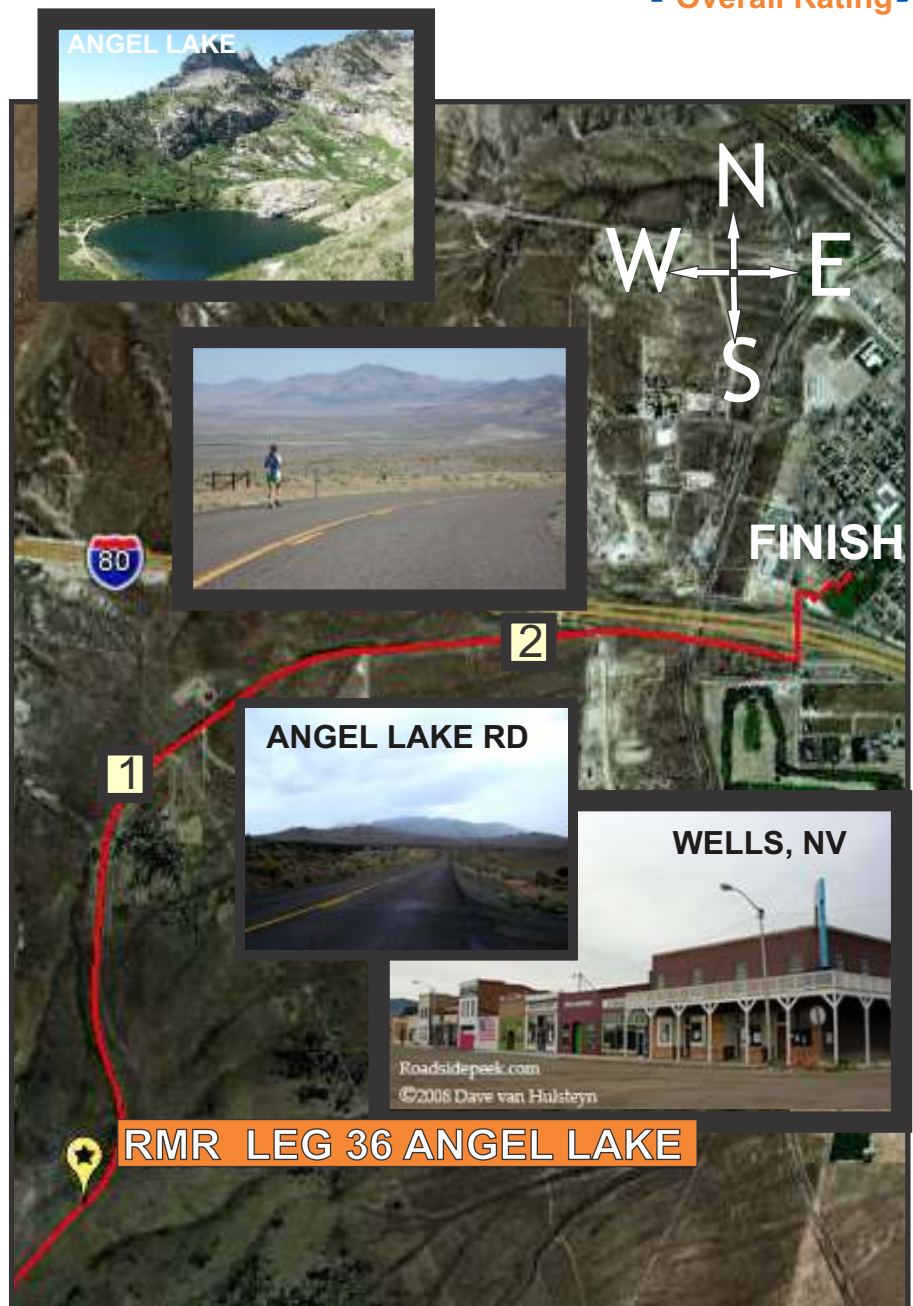 - Overall Rating -
ANGEL LAKE
N
W E
S
80
FINISH
2
1
ANGEL LAKE RD
WELLS, NV
Roadsidepeek.com
©2008 Dave van Hulsteyn
RMR LEG 36 ANGEL LAKE